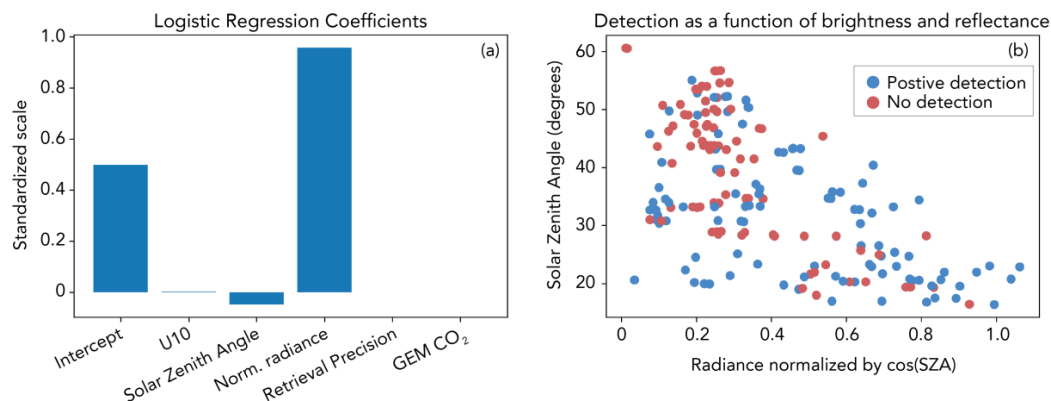 Logistic Regression Coefficients
(a)
Standardized scale
1.0
0.8
0.6
0.4
0.2
0
Intercept
U10
Solar Zenith Angle
Norm. radiance
Retrieval Precision
GEM CO₂
Detection as a function of brightness and reflectance
(b)
Postive detection
No detection
Solar Zenith Angle (degrees)
60
50
40
30
20
0
0.2
0.4
0.6
0.8
1.0
Radiance normalized by cos(SZA)